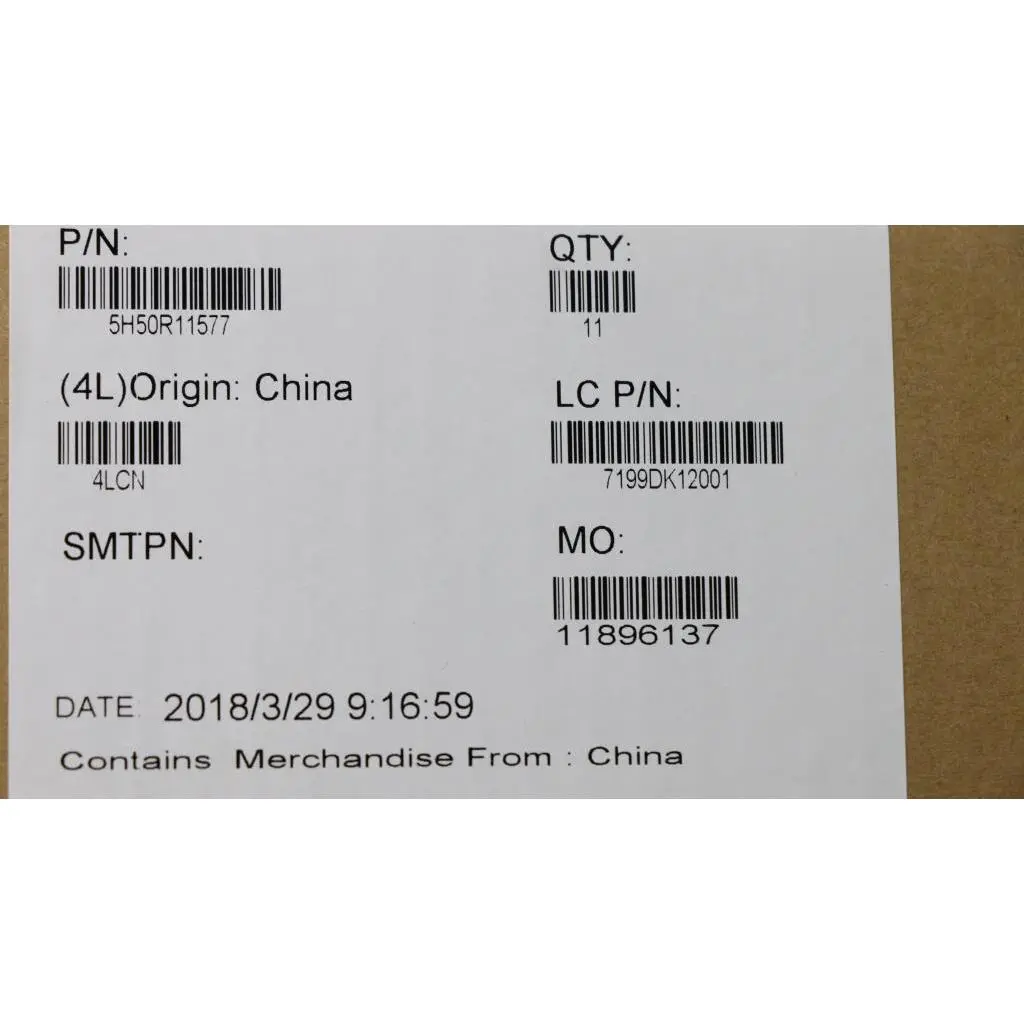 P/N:
5H50R11577
QTY:
11
(4L)Origin: China
4LCN
LC P/N:
7199DK12001
SMTPN:
MO:
11896137
DATE: 2018/3/29 9:16:59
Contains Merchandise From : China